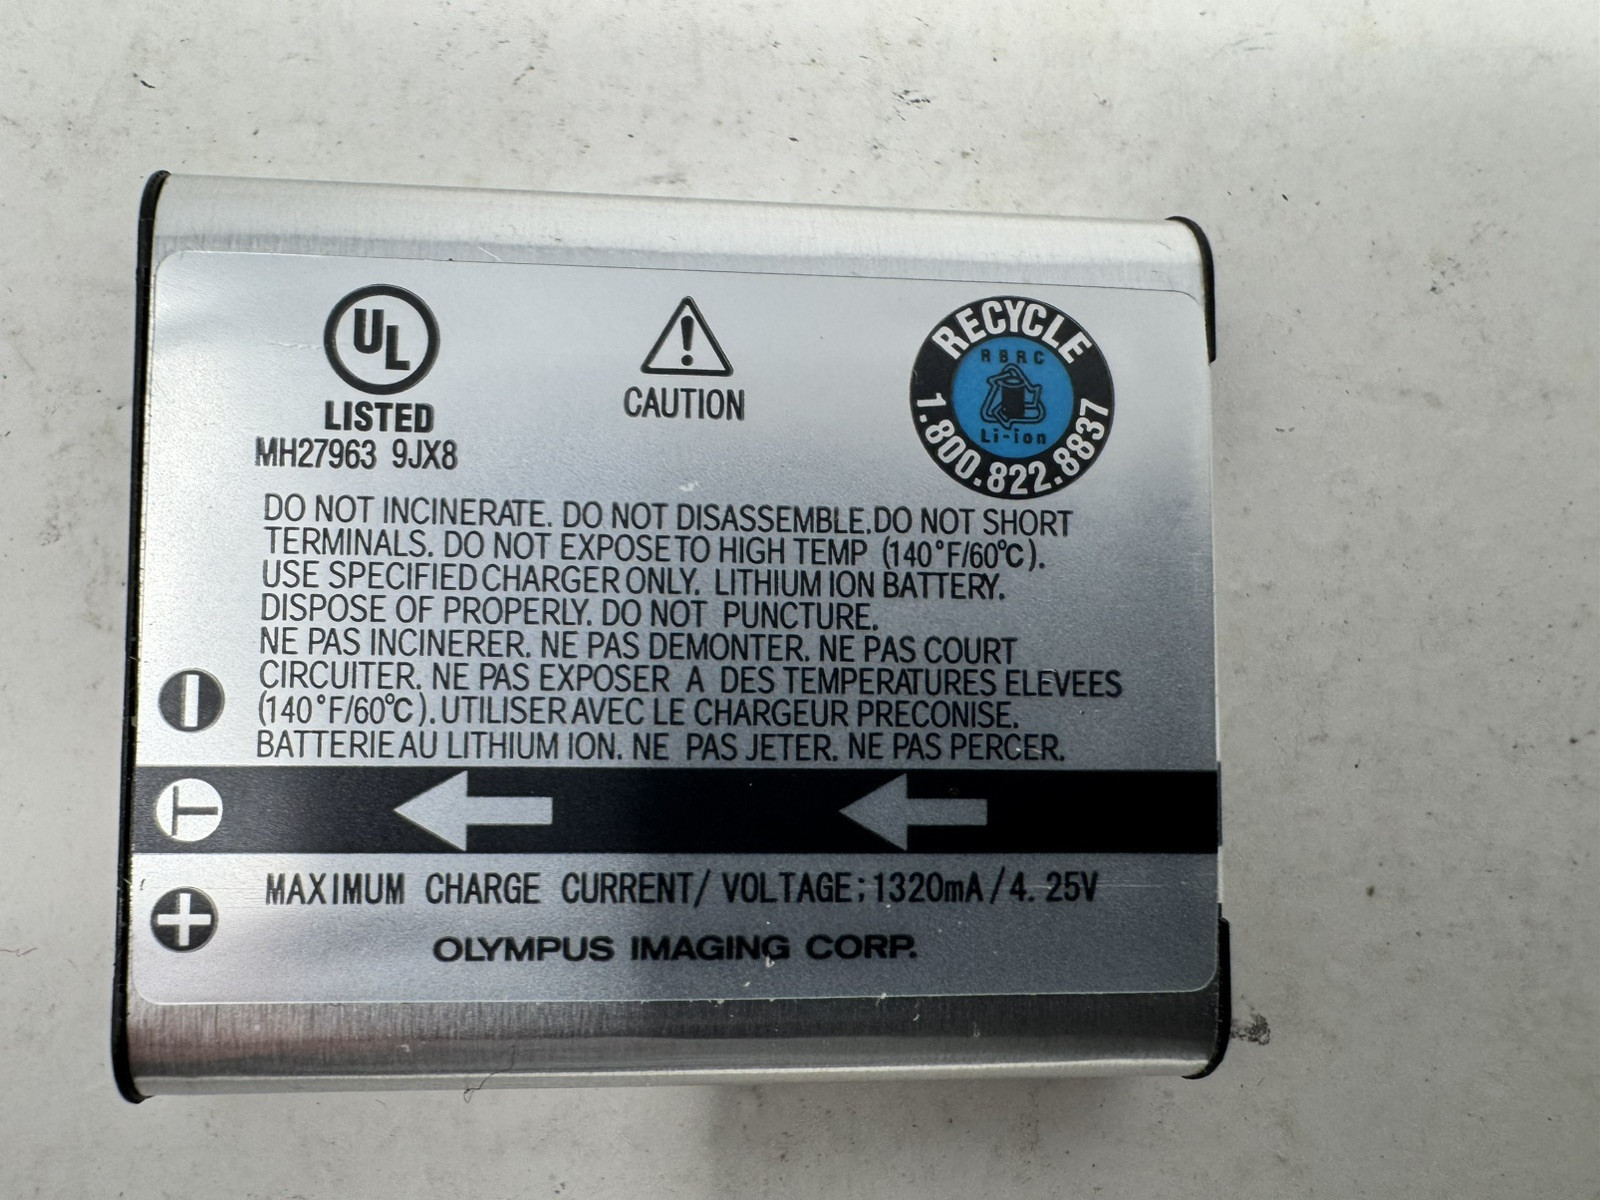 UL
LISTED
MH27963 9JX8
CAUTION
RECYCLE
RBRC
Li-ion
1.800.822.8837
DO NOT INCINERATE. DO NOT DISASSEMBLE. DO NOT SHORT
TERMINALS. DO NOT EXPOSE TO HIGH TEMP (140°F/60°C).
USE SPECIFIED CHARGER ONLY. LITHIUM ION BATTERY.
DISPOSE OF PROPERLY. DO NOT PUNCTURE.
NE PAS INCINERER. NE PAS DEMONTER. NE PAS COURT
CIRCUITER. NE PAS EXPOSER A DES TEMPERATURES ELEVEES
(140°F/60°C). UTILISER AVEC LE CHARGEUR PRECONISE.
BATTERIE AU LITHIUM ION. NE PAS JETER. NE PAS PERCER.
T
MAXIMUM CHARGE CURRENT/VOLTAGE;1320mA/4.25V
OLYMPUS IMAGING CORP.